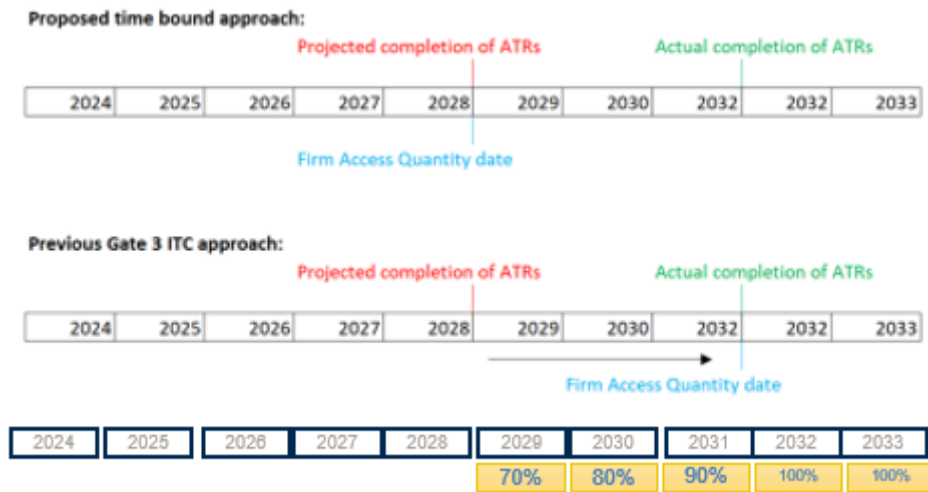 Proposed time bound approach:
Projected completion of ATRs Actual completion of ATRs
2024 2025 2026 2027 2028 2029 2030 2032 2032 2033
Firm Access Quantity date
Previous Gate 3 ITC approach:
Projected completion of ATRs Actual completion of ATRs
2024 2025 2026 2027 2028 2029 2030 2032 2032 2033
Firm Access Quantity date
2024 2025 2026 2027 2028 2029 2030 2031 2032 2033
70% 80% 90% 100% 100%